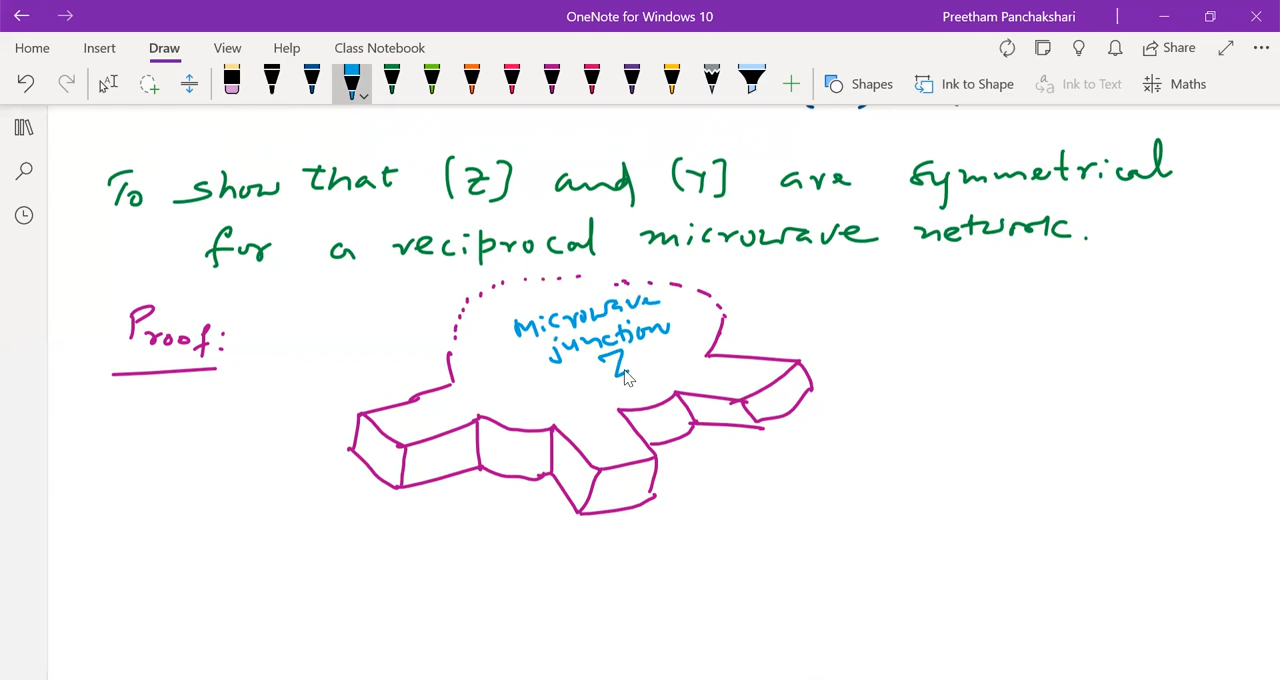 OneNote for Windows 10
Preetham Panchakshari
Home Insert Draw View Help Class Notebook Share
Shapes Ink to Shape Ink to Text Maths
To show that [Z] and [Y] are symmetrical
for a reciprocal microwave network.
Proof:
Microwave
junction
Z